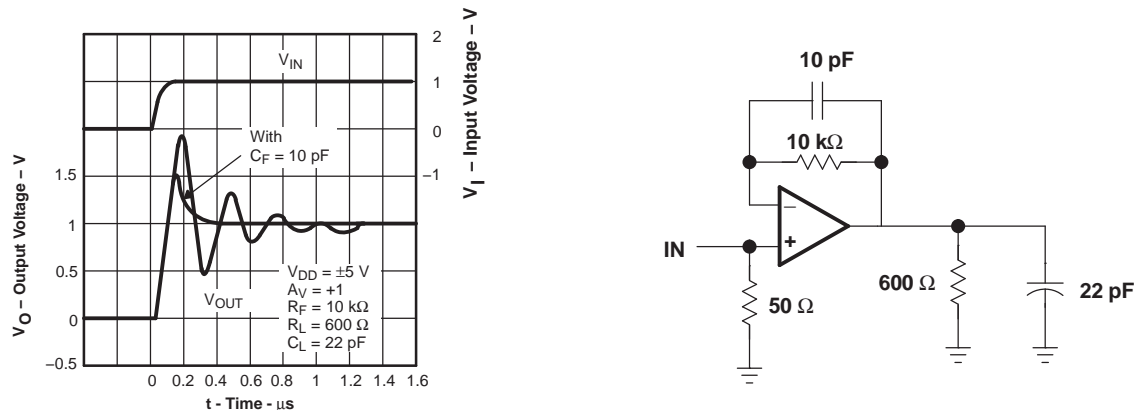 2
V_IN
1
0
With
C_F = 10 pF
−1
V_I – Input Voltage – V
1.5
1
0.5
0
−0.5
V_O – Output Voltage – V
V_OUT
V_DD = ±5 V
A_V = +1
R_F = 10 kΩ
R_L = 600 Ω
C_L = 22 pF
0 0.2 0.4 0.6 0.8 1 1.2 1.4 1.6
t - Time - μs
10 pF
10 kΩ
−
+
IN
50 Ω
600 Ω
22 pF